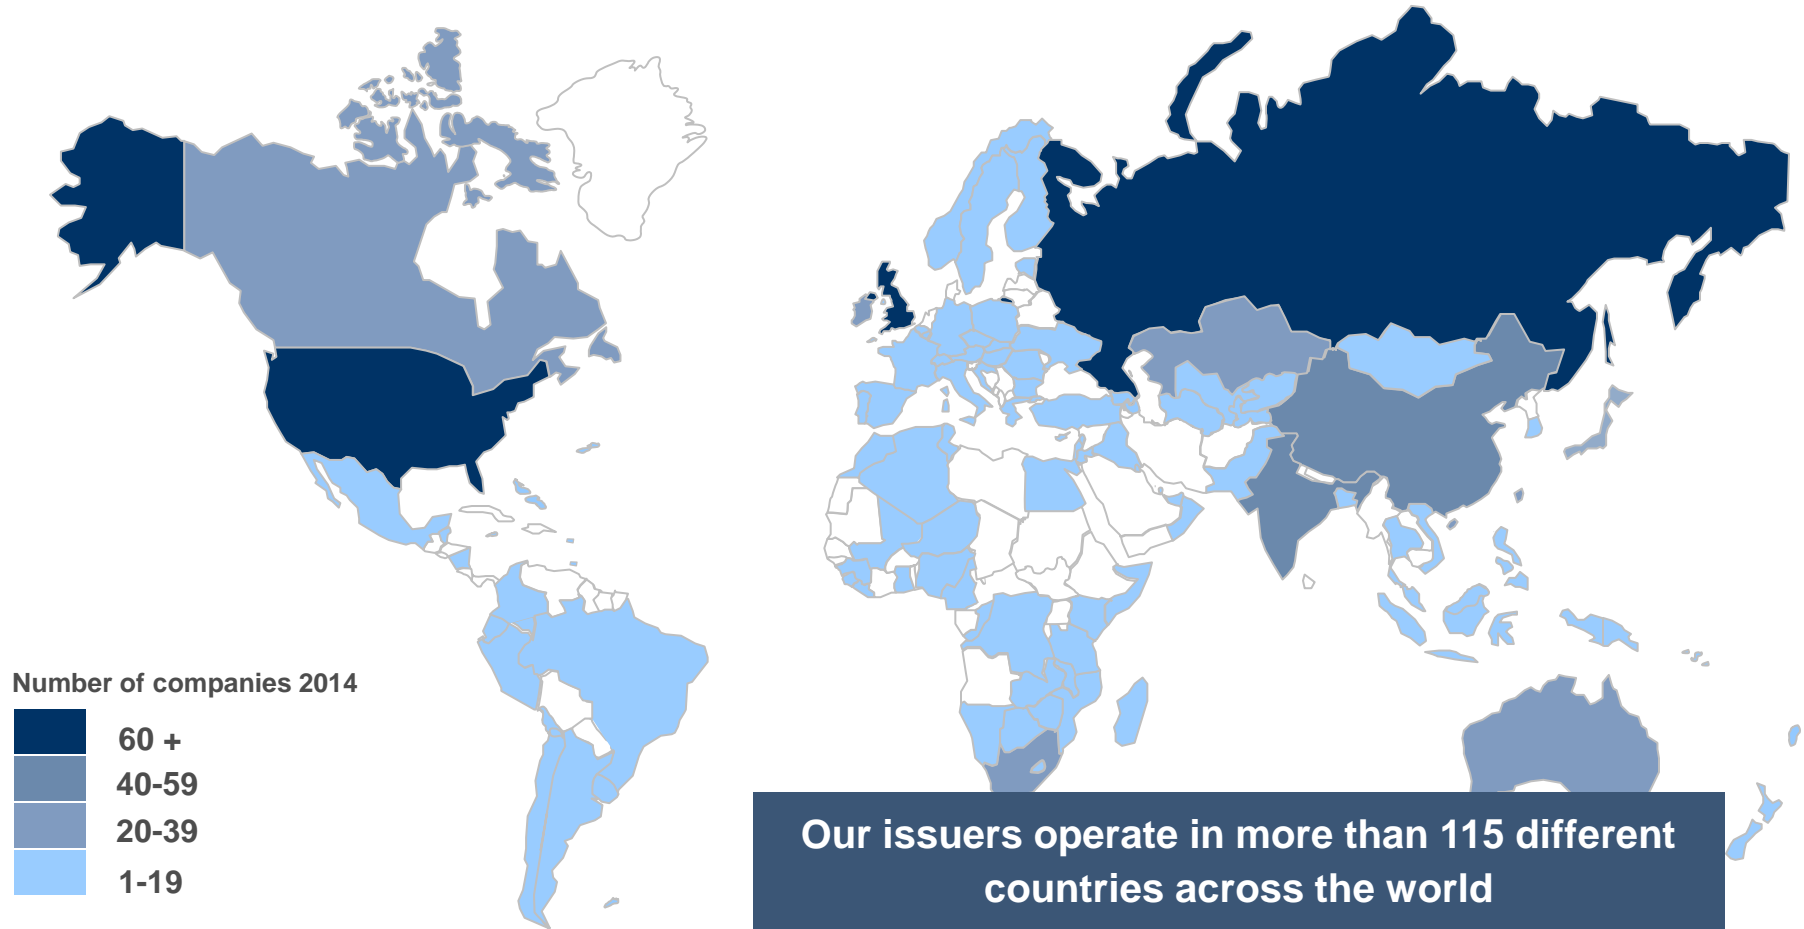 Number of companies 2014
60 +
40-59
20-39
1-19
Our issuers operate in more than 115 different
countries across the world